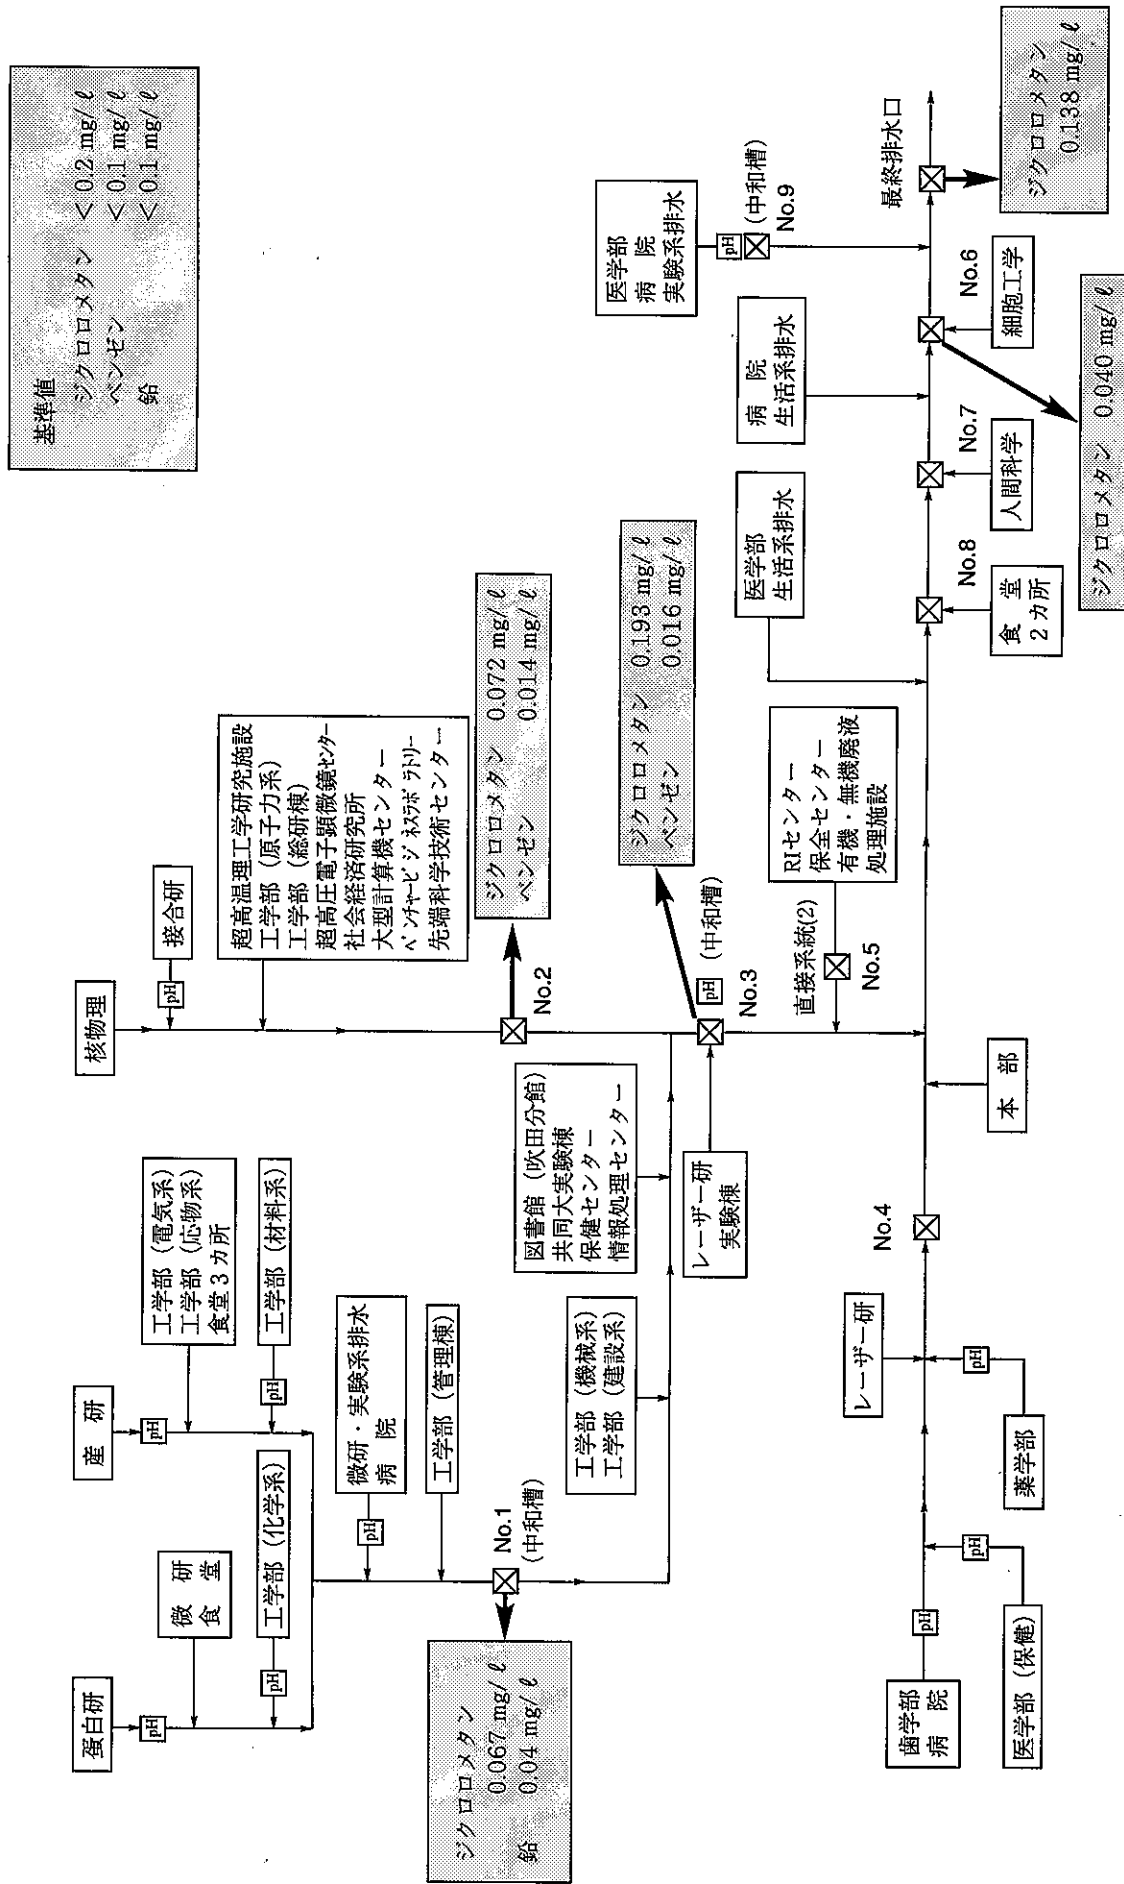 基準値
ジクロロメタン ＜0.2 mg/ℓ
ベンゼン ＜0.1 mg/ℓ
鉛 ＜0.1 mg/ℓ
蛋白研
pH
微研
食堂
工学部（化学系）
pH
産研
pH
工学部（電気系）
工学部（応物系）
食堂３カ所
工学部（材料系）
pH
微研・実験系排水
病院
pH
工学部（管理棟）
No.1
(中和槽)
ジクロロメタン
0.067 mg/ℓ
鉛 0.04 mg/ℓ
核物理
接合研
pH
超高温理工学研究施設
工学部（原子力系）
工学部（総研棟）
超高圧電子顕微鏡センター
社会経済研究所
大型計算機センター
ベンチャービジネスラボラトリー
先端科学技術センター
No.2
ジクロロメタン 0.072 mg/ℓ
ベンゼン 0.014 mg/ℓ
工学部（機械系）
工学部（建設系）
図書館（吹田分館）
共同大実験棟
保健センター
情報処理センター
レーザー研
実験棟
pH
(中和槽)
No.3
ジクロロメタン 0.193 mg/ℓ
ベンゼン 0.016 mg/ℓ
直接系統(2)
No.5
RIセンター
保全センター
有機・無機廃液
処理施設
歯学部
病院
pH
医学部（保健）
pH
レーザー研
薬学部
pH
No.4
本部
医学部
生活系排水
食堂
２カ所
No.8
人間科学
No.7
病院
生活系排水
細胞工学
No.6
ジクロロメタン 0.040 mg/ℓ
医学部
病院
実験系排水
pH
(中和槽)
No.9
最終排水口
ジクロロメタン
0.138 mg/ℓ